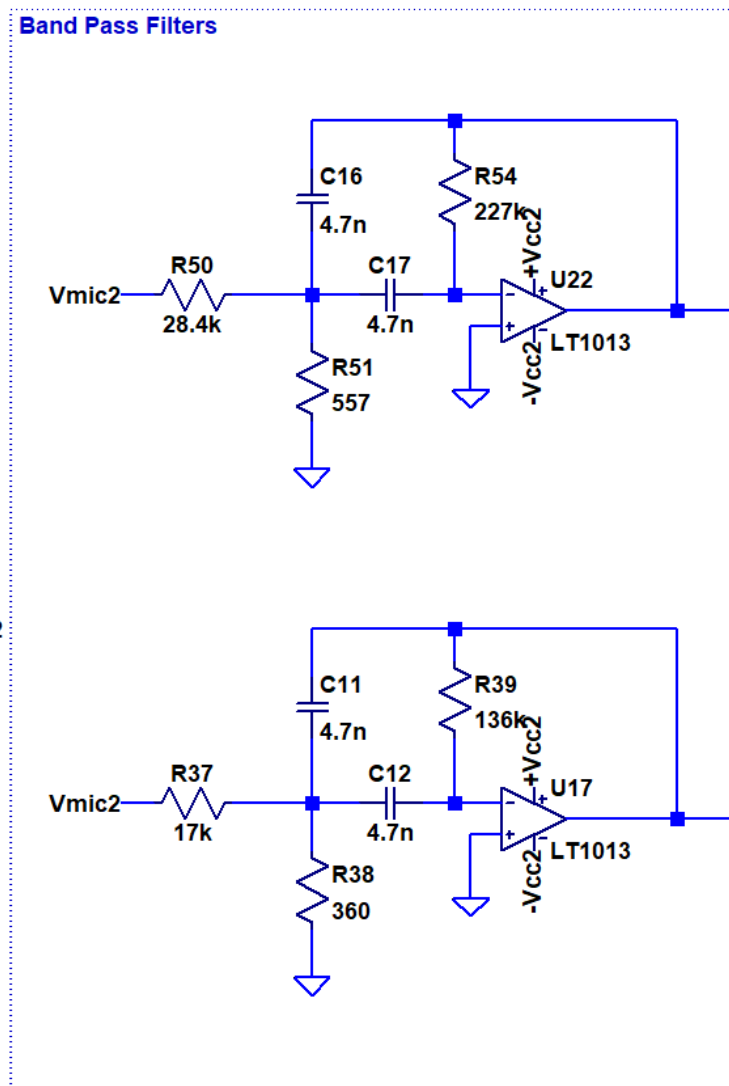 Band Pass Filters
C16
4.7n
R54
227k
+Vcc2
U22
Vmic2
R50
28.4k
C17
4.7n
-
+
+
-
LT1013
-Vcc2
R51
557
C11
4.7n
R39
136k
+Vcc2
U17
Vmic2
R37
17k
C12
4.7n
-
+
+
-
LT1013
-Vcc2
R38
360